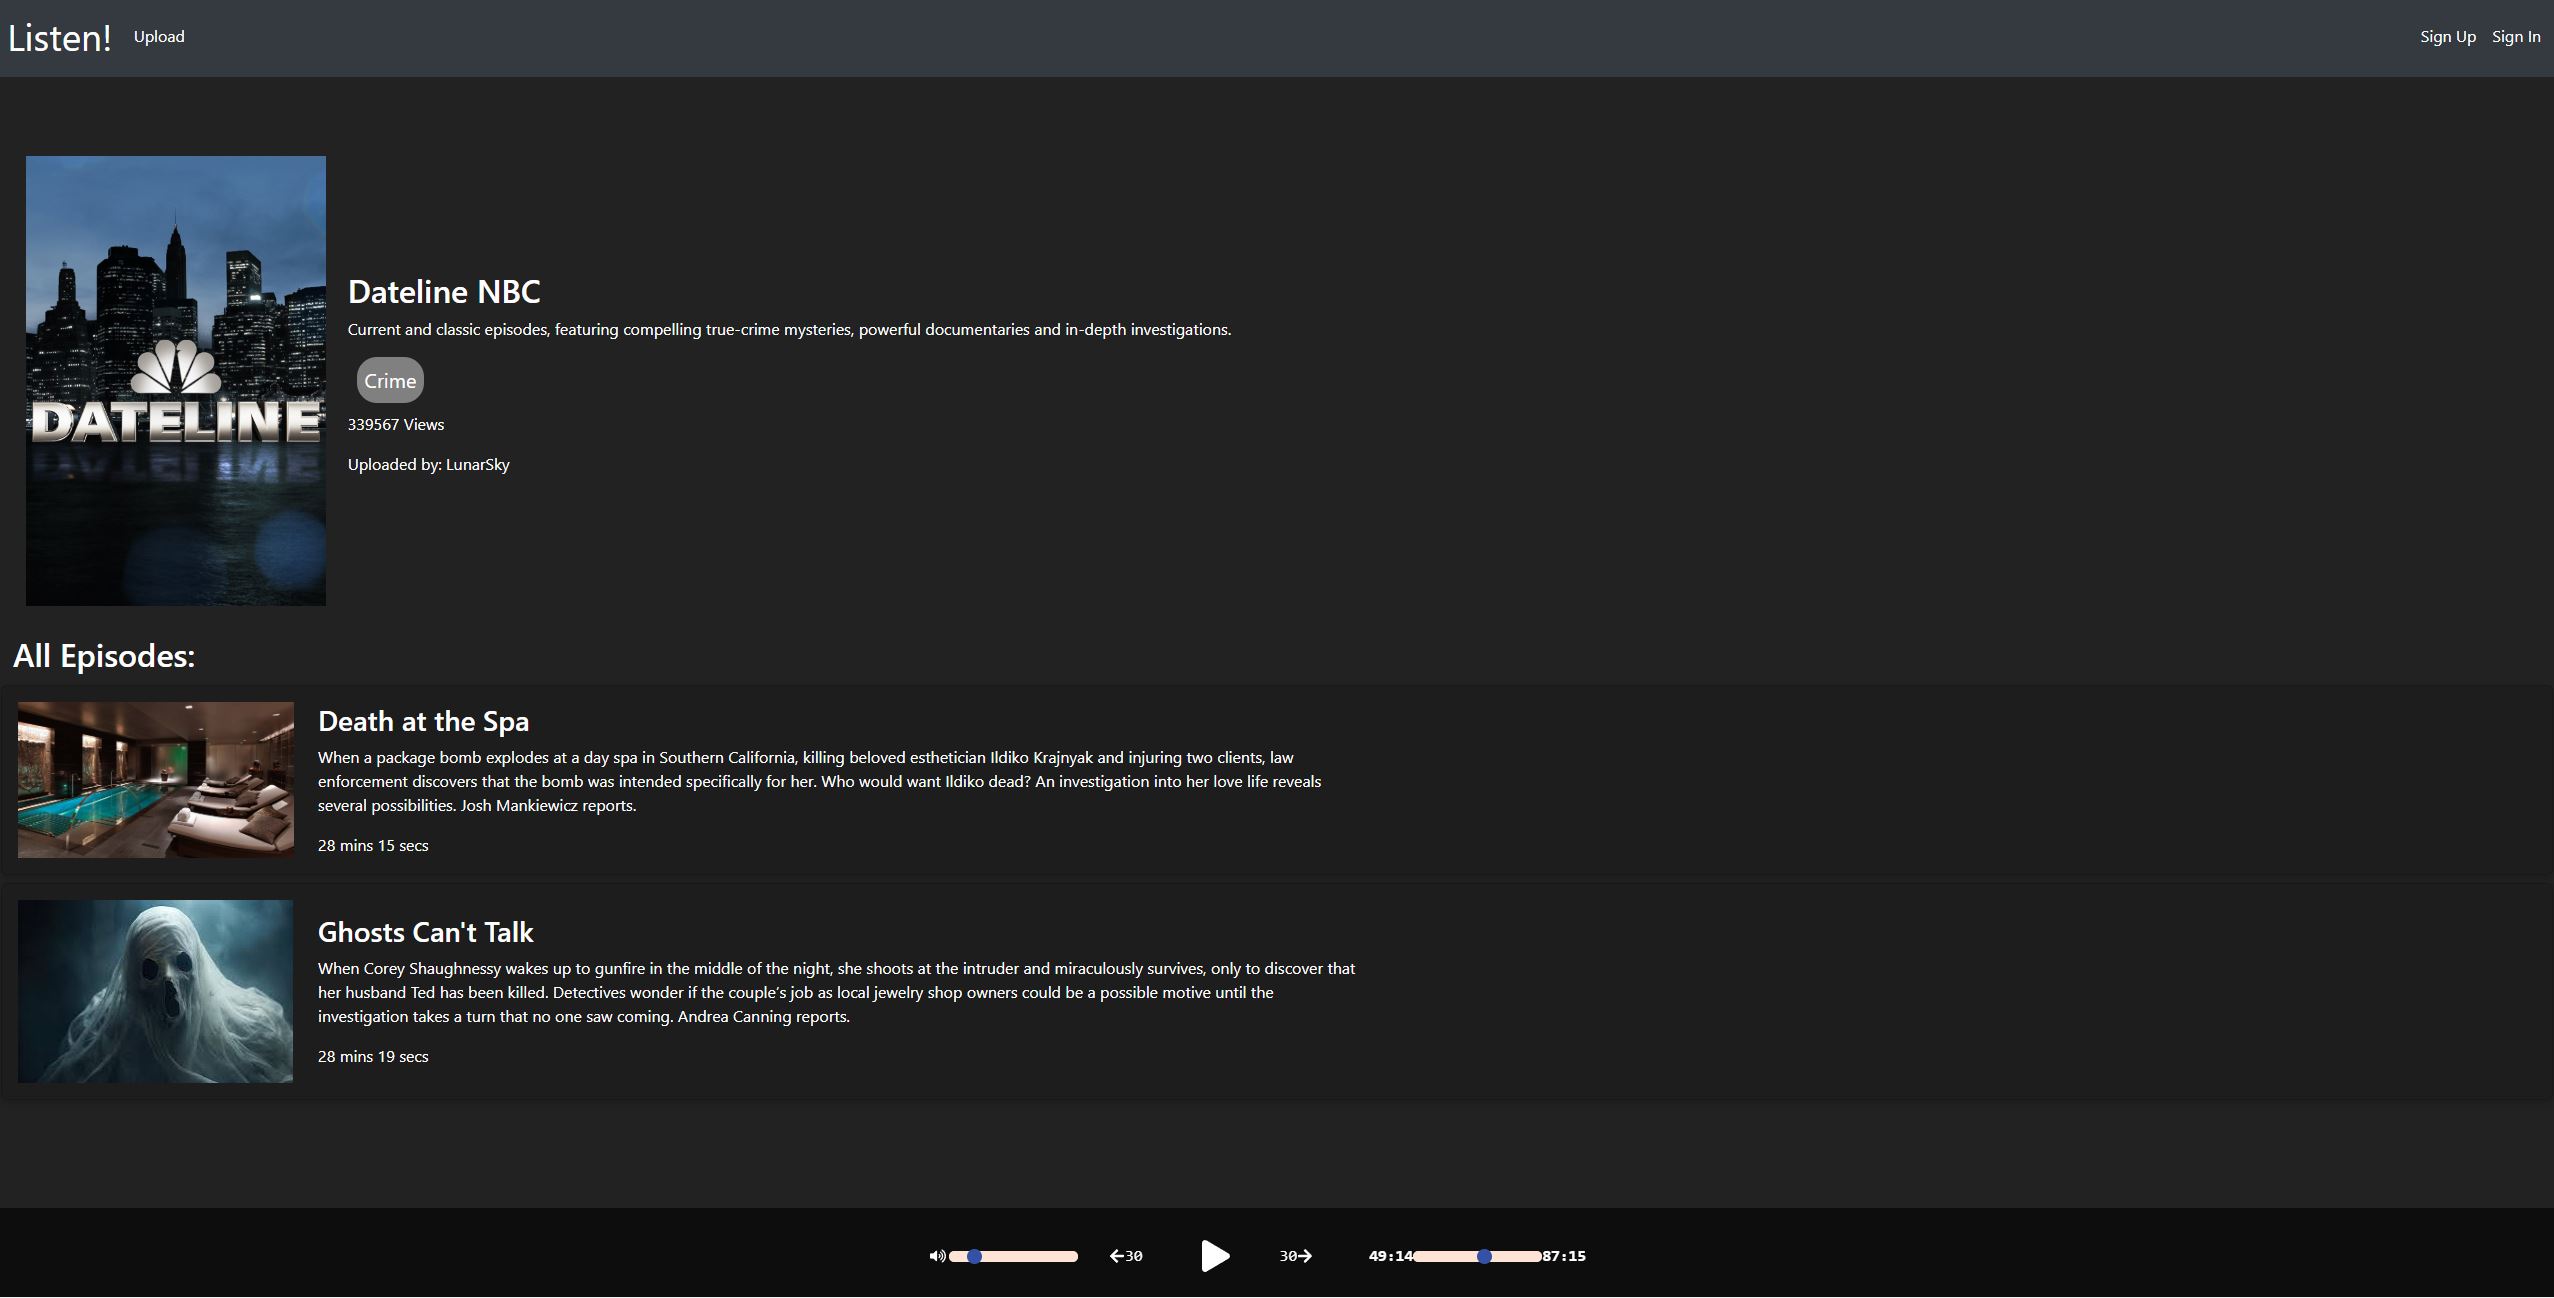 Listen!
Upload
Sign Up
Sign In
DATELINE
Dateline NBC
Current and classic episodes, featuring compelling true-crime mysteries, powerful documentaries and in-depth investigations.
Crime
339567 Views
Uploaded by: LunarSky
All Episodes:
Death at the Spa
When a package bomb explodes at a day spa in Southern California, killing beloved esthetician Ildiko Krajnyak and injuring two clients, law
enforcement discovers that the bomb was intended specifically for her. Who would want Ildiko dead? An investigation into her love life reveals
several possibilities. Josh Mankiewicz reports.
28 mins 15 secs
Ghosts Can't Talk
When Corey Shaughnessy wakes up to gunfire in the middle of the night, she shoots at the intruder and miraculously survives, only to discover that
her husband Ted has been killed. Detectives wonder if the couple’s job as local jewelry shop owners could be a possible motive until the
investigation takes a turn that no one saw coming. Andrea Canning reports.
28 mins 19 secs
30
30
49:14
87:15